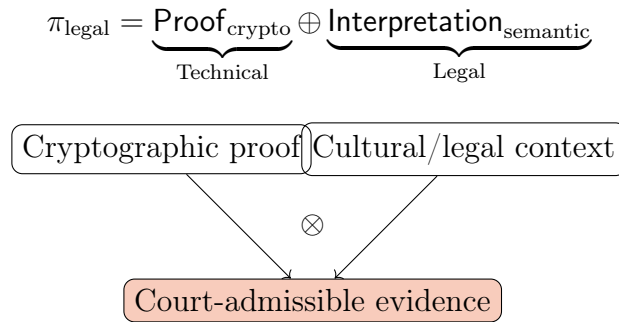 π_legal = Proof_crypto ⊕ Interpretation_semantic
Technical Legal
Cryptographic proof Cultural/legal context
⊗
Court-admissible evidence